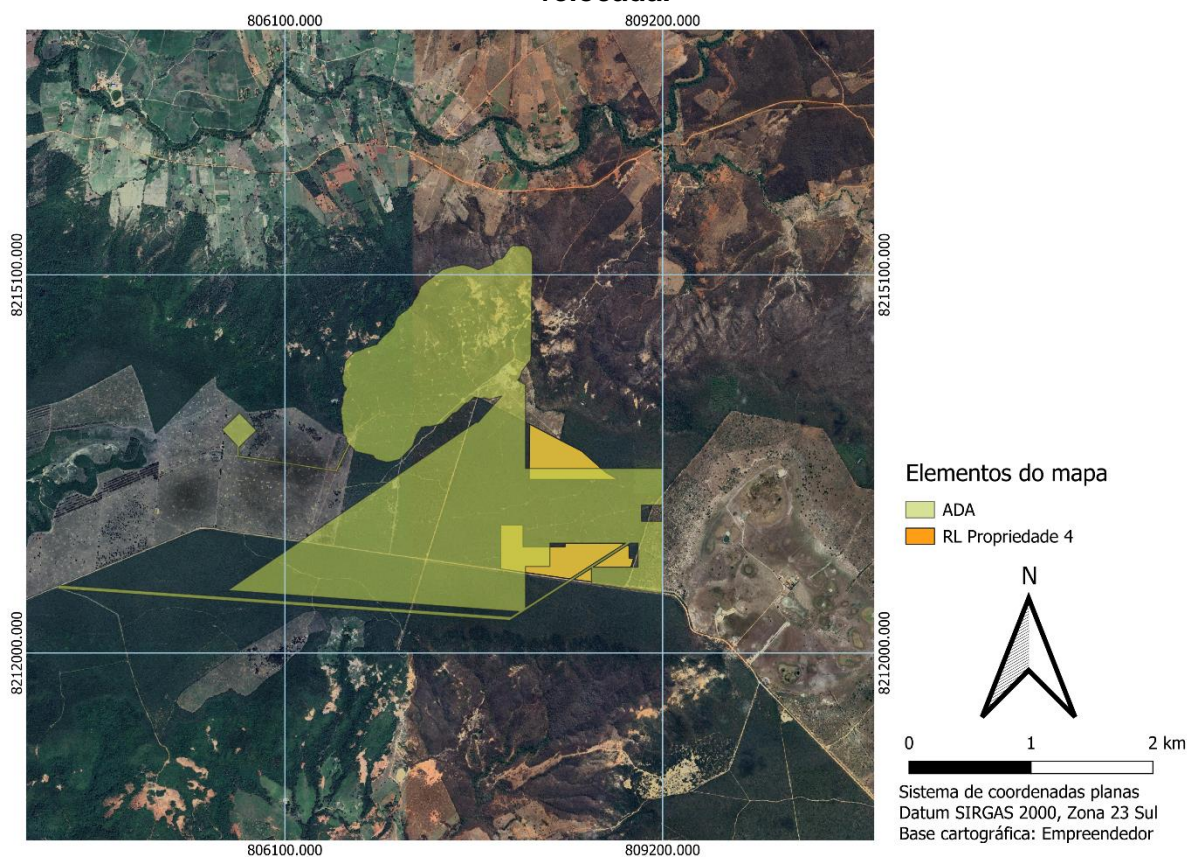 806100.000
809200.000
8215100.000
8215100.000
8212000.000
8212000.000
806100.000
809200.000
Elementos do mapa
ADA
RL Propriedade 4
N
0 1 2 km
Sistema de coordenadas planas
Datum SIRGAS 2000, Zona 23 Sul
Base cartográfica: Empreendedor